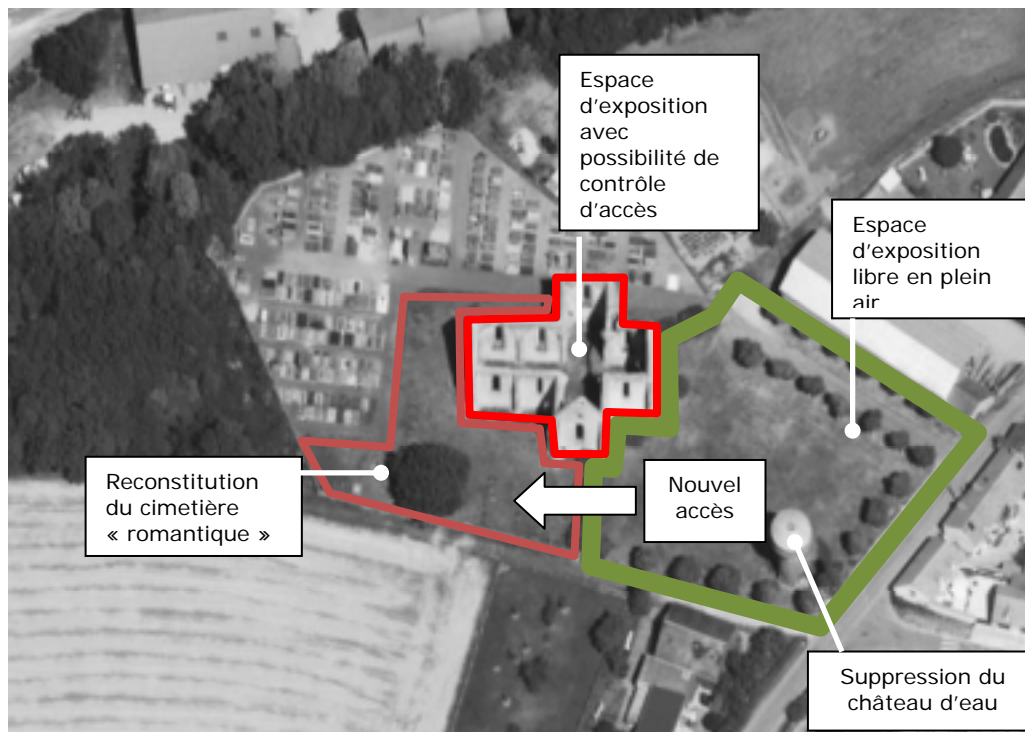 Espace
d'exposition
avec
possibilité de
contrôle
d'accès
Espace
d'exposition
libre en plein
air
Reconstitution
du cimetière
« romantique »
Nouvel
accès
Suppression du
château d'eau